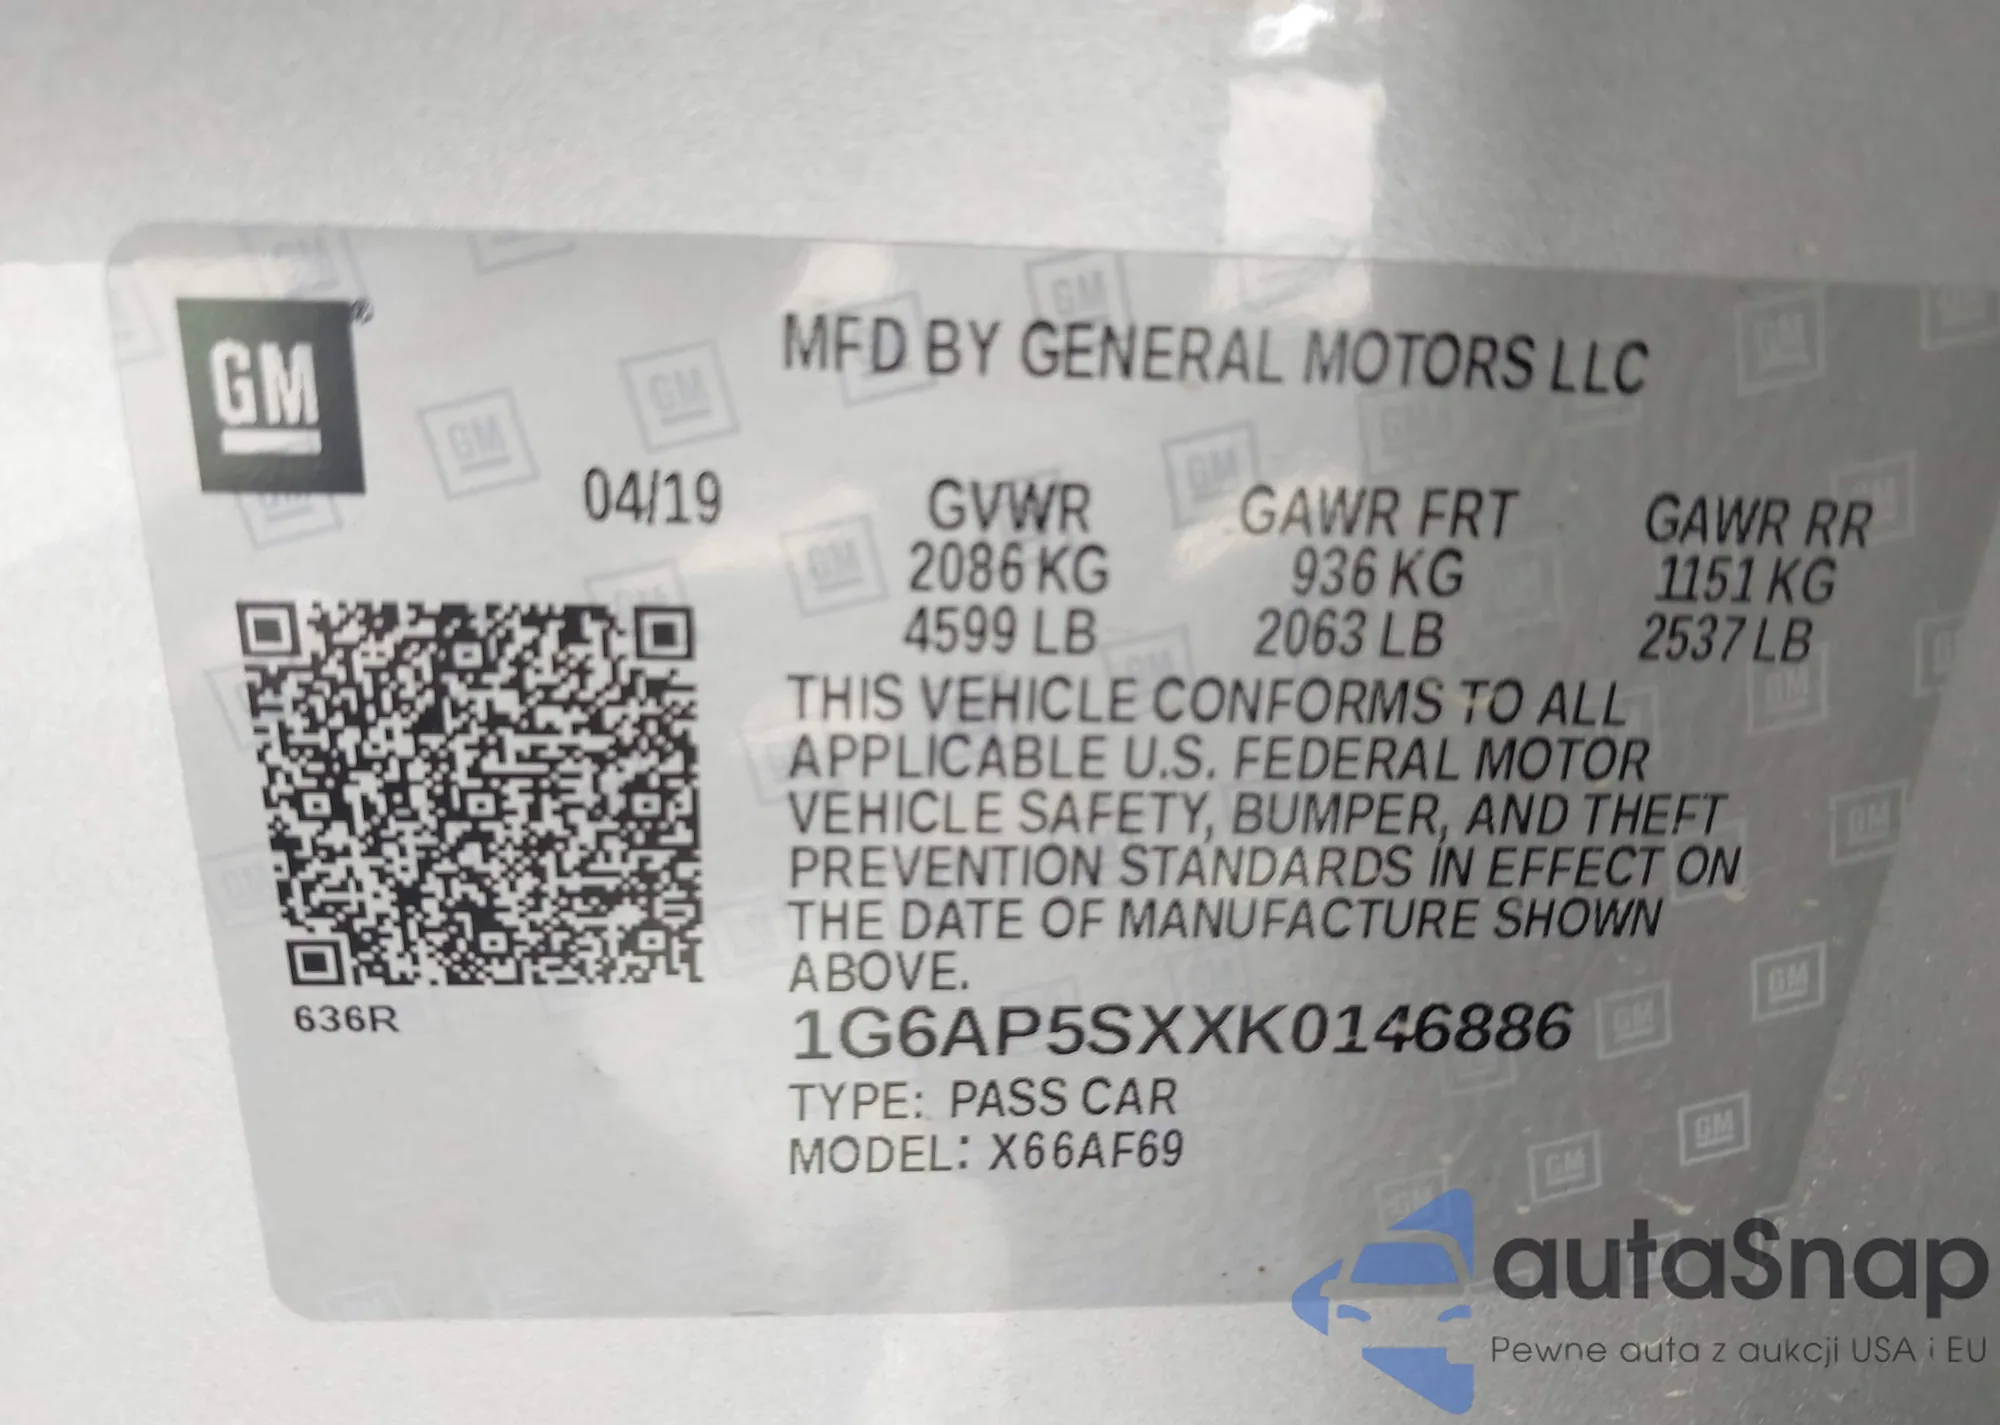 GM
MFD BY GENERAL MOTORS LLC
04/19
GVWR GAWR FRT GAWR RR
2086 KG 936 KG 1151 KG
4599 LB 2063 LB 2537 LB
THIS VEHICLE CONFORMS TO ALL
APPLICABLE U.S. FEDERAL MOTOR
VEHICLE SAFETY, BUMPER, AND THEFT
PREVENTION STANDARDS IN EFFECT ON
THE DATE OF MANUFACTURE SHOWN
ABOVE.
636R
1G6AP5SXXK0146886
TYPE: PASS CAR
MODEL: X66AF69
autaSnap
Pewne auta z aukcji USA i EU